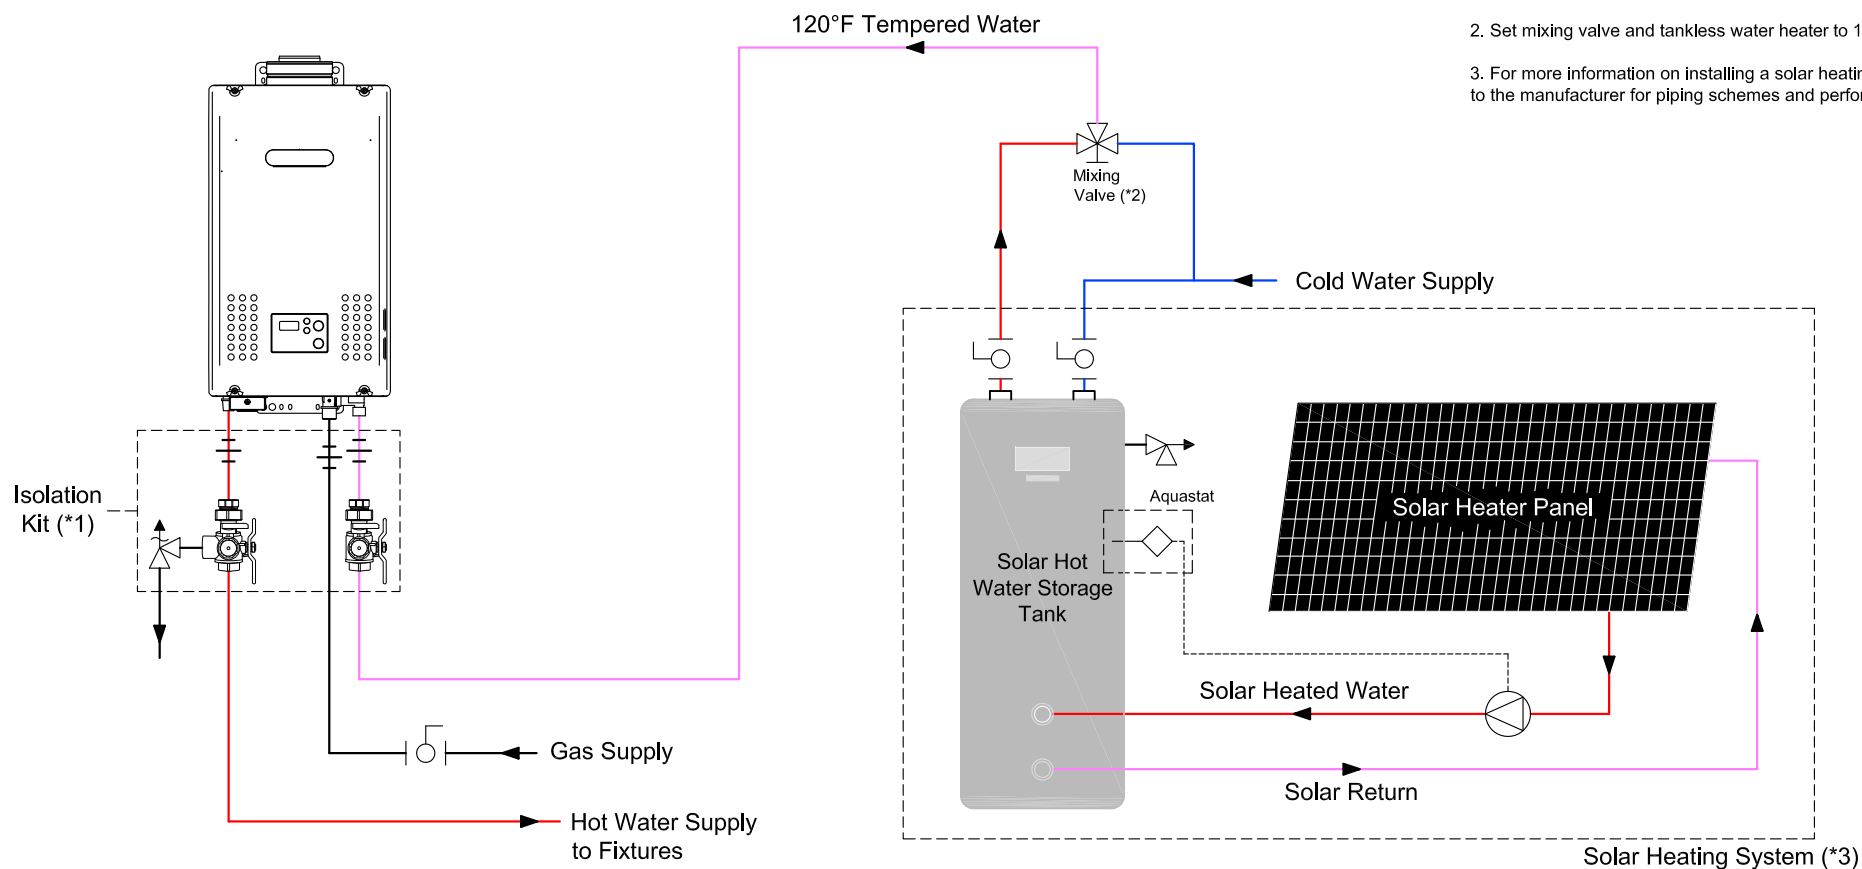 120°F Tempered Water
2. Set mixing valve and tankless water heater to 1
3. For more information on installing a solar heatin
to the manufacturer for piping schemes and perfor
Mixing
Valve (*2)
Cold Water Supply
Isolation
Kit (*1)
Aquastat
Solar Heater Panel
Solar Hot
Water Storage
Tank
Solar Heated Water
Gas Supply
Solar Return
Hot Water Supply
to Fixtures
Solar Heating System (*3)